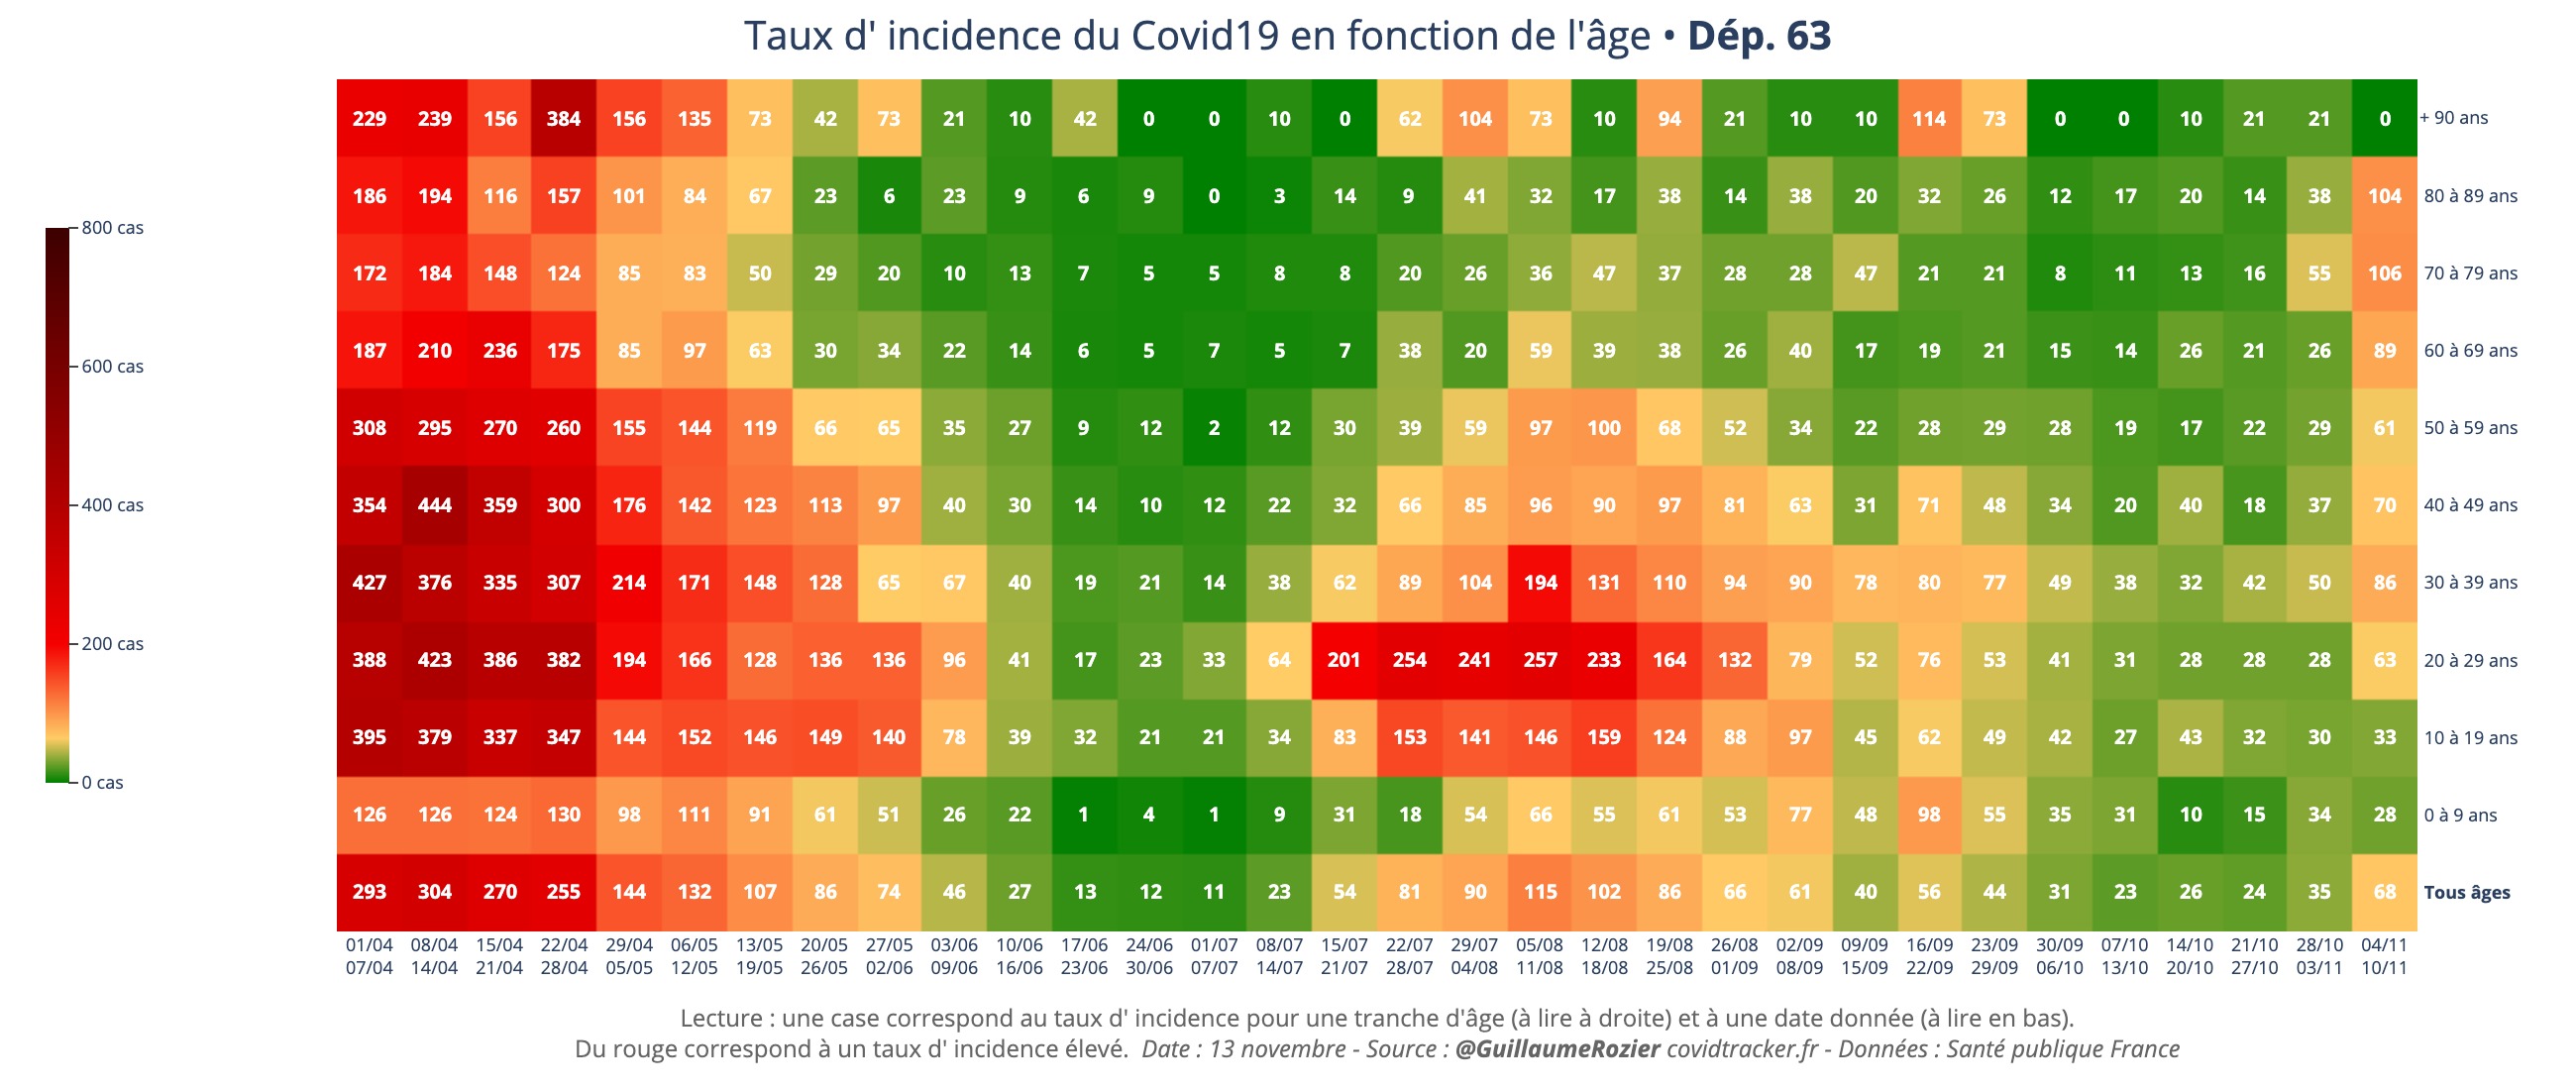 Taux d' incidence du Covid19 en fonction de l'âge • Dép. 63
800 cas
600 cas
400 cas
200 cas
0 cas
229 239 156 384 156 135 73 42 73 21 10 42 0 0 10 0 62 104 73 10 94 21 10 10 114 73 0 0 10 21 21 0 + 90 ans
186 194 116 157 101 84 67 23 6 23 9 6 9 0 3 14 9 41 32 17 38 14 38 20 32 26 12 17 20 14 38 104 80 à 89 ans
172 184 148 124 85 83 50 29 20 10 13 7 5 5 8 8 20 26 36 47 37 28 28 47 21 21 8 11 13 16 55 106 70 à 79 ans
187 210 236 175 85 97 63 30 34 22 14 6 5 7 5 7 38 20 59 39 38 26 40 17 19 21 15 14 26 21 26 89 60 à 69 ans
308 295 270 260 155 144 119 66 65 35 27 9 12 2 12 30 39 59 97 100 68 52 34 22 28 29 28 19 17 22 29 61 50 à 59 ans
354 444 359 300 176 142 123 113 97 40 30 14 10 12 22 32 66 85 96 90 97 81 63 31 71 48 34 20 40 18 37 70 40 à 49 ans
427 376 335 307 214 171 148 128 65 67 40 19 21 14 38 62 89 104 194 131 110 94 90 78 80 77 49 38 32 42 50 86 30 à 39 ans
388 423 386 382 194 166 128 136 136 96 41 17 23 33 64 201 254 241 257 233 164 132 79 52 76 53 41 31 28 28 28 63 20 à 29 ans
395 379 337 347 144 152 146 149 140 78 39 32 21 21 34 83 153 141 146 159 124 88 97 45 62 49 42 27 43 32 30 33 10 à 19 ans
126 126 124 130 98 111 91 61 51 26 22 1 4 1 9 31 18 54 66 55 61 53 77 48 98 55 35 31 10 15 34 28 0 à 9 ans
293 304 270 255 144 132 107 86 74 46 27 13 12 11 23 54 81 90 115 102 86 66 61 40 56 44 31 23 26 24 35 68 Tous âges
01/04 08/04 15/04 22/04 29/04 06/05 13/05 20/05 27/05 03/06 10/06 17/06 24/06 01/07 08/07 15/07 22/07 29/07 05/08 12/08 19/08 26/08 02/09 09/09 16/09 23/09 30/09 07/10 14/10 21/10 28/10 04/11
07/04 14/04 21/04 28/04 05/05 12/05 19/05 26/05 02/06 09/06 16/06 23/06 30/06 07/07 14/07 21/07 28/07 04/08 11/08 18/08 25/08 01/09 08/09 15/09 22/09 29/09 06/10 13/10 20/10 27/10 03/11 10/11
Lecture : une case correspond au taux d' incidence pour une tranche d'âge (à lire à droite) et à une date donnée (à lire en bas).
Du rouge correspond à un taux d' incidence élevé. Date : 13 novembre - Source : @GuillaumeRozier covidtracker.fr - Données : Santé publique France